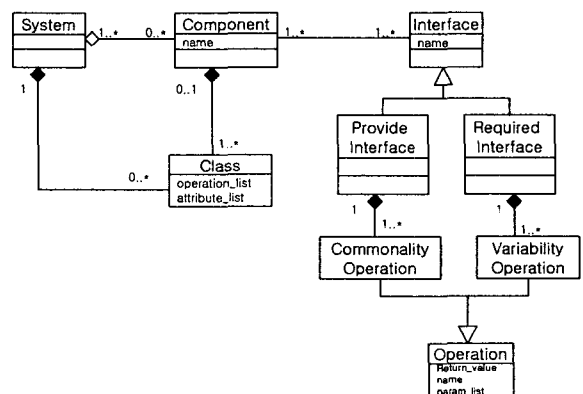 System
Component
name
Interface
name
1..*
0..*
1..*
1..*
1
0..1
1..*
0..*
Class
operation_list
attribute_list
Provide
Interface
Required
Interface
1
1..*
1
1..*
Commonality
Operation
Variability
Operation
Operation
Return_value
name
param_list